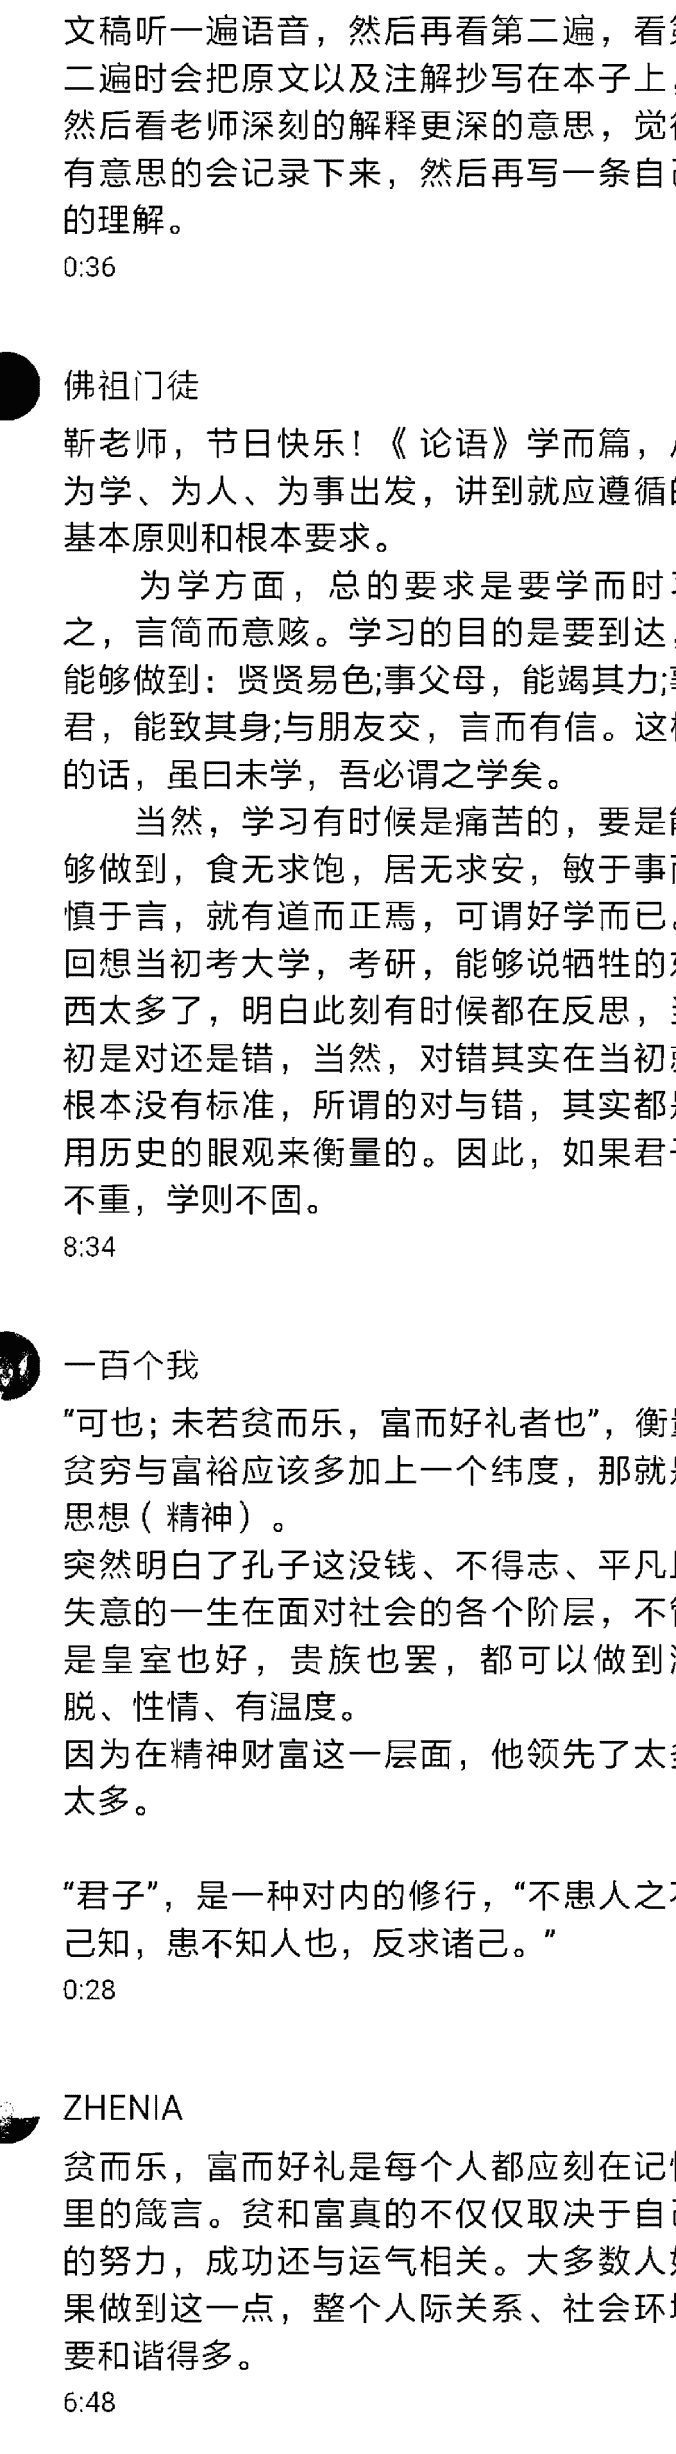 文稿听一遍语音，然后再看第二遍，看
二遍时会把原文以及注解抄写在本子上，
然后看老师深刻的解释更深的意思，觉
有意思的会记录下来，然后再写一条自
的理解。
0:36
佛祖门徒
靳老师，节日快乐！《论语》学而篇，
为学、为人、为事出发，讲到就应遵循
基本原则和根本要求。
为学方面，总的要求是要学而时
之，言简而意赅。学习的目的是要到达，
能够做到：贤贤易色;事父母，能竭其力;
君，能致其身;与朋友交，言而有信。这
的话，虽曰未学，吾必谓之学矣。
当然，学习有时候是痛苦的，要是
够做到，食无求饱，居无求安，敏于事
慎于言，就有道而正焉，可谓好学而已。
回想当初考大学，考研，能够说牺牲的
西太多了，明白此刻有时候都在反思，
初是对还是错，当然，对错其实在当初
根本没有标准，所谓的对与错，其实都
用历史的眼观来衡量的。因此，如果君
不重，学则不固。
8:34
一百个我
“可也；未若贫而乐，富而好礼者也”，衡
贫穷与富裕应该多加上一个纬度，那就
思想（精神）。
突然明白了孔子这没钱、不得志、平凡
失意的一生在面对社会的各个阶层，不
是皇室也好，贵族也罢，都可以做到
脱、性情、有温度。
因为在精神财富这一层面，他领先了太
太多。
“君子”，是一种对内的修行，“不患人之
己知，患不知人也，反求诸己。”
0:28
ZHENIA
贫而乐，富而好礼是每个人都应刻在记
里的箴言。贫和富真的不仅仅取决于自
的努力，成功还与运气相关。大多数人
果做到这一点，整个人际关系、社会环
要和谐得多。
6:48